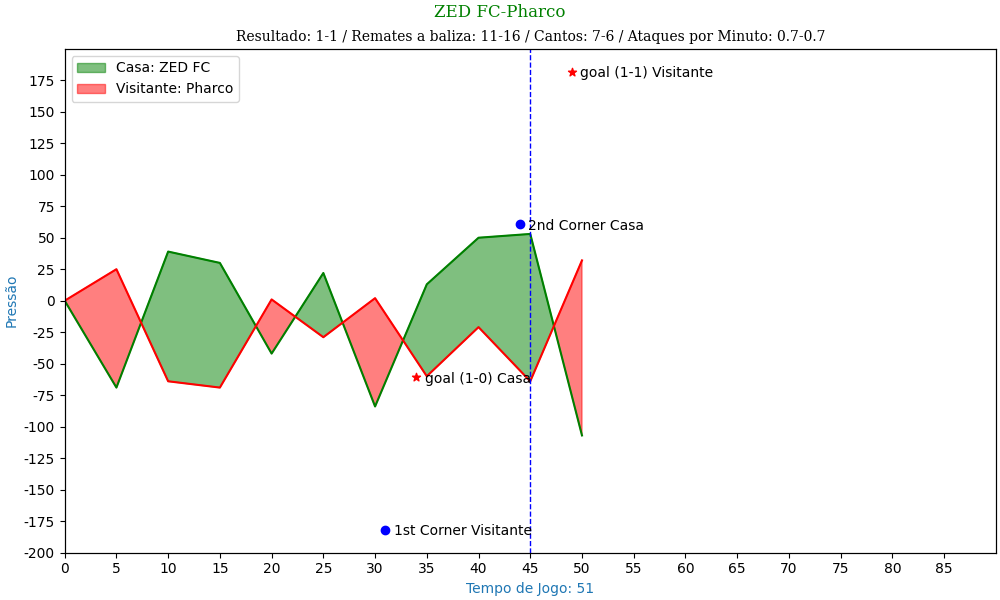 ZED FC-Pharco
Resultado: 1-1 / Remates a baliza: 11-16 / Cantos: 7-6 / Ataques por Minuto: 0.7-0.7
Casa: ZED FC
Visitante: Pharco
goal (1-1) Visitante
2nd Corner Casa
goal (1-0) Casa
1st Corner Visitante
Pressão
175
150
125
100
75
50
25
0
-25
-50
-75
-100
-125
-150
-175
-200
0 5 10 15 20 25 30 35 40 45 50 55 60 65 70 75 80 85
Tempo de Jogo: 51